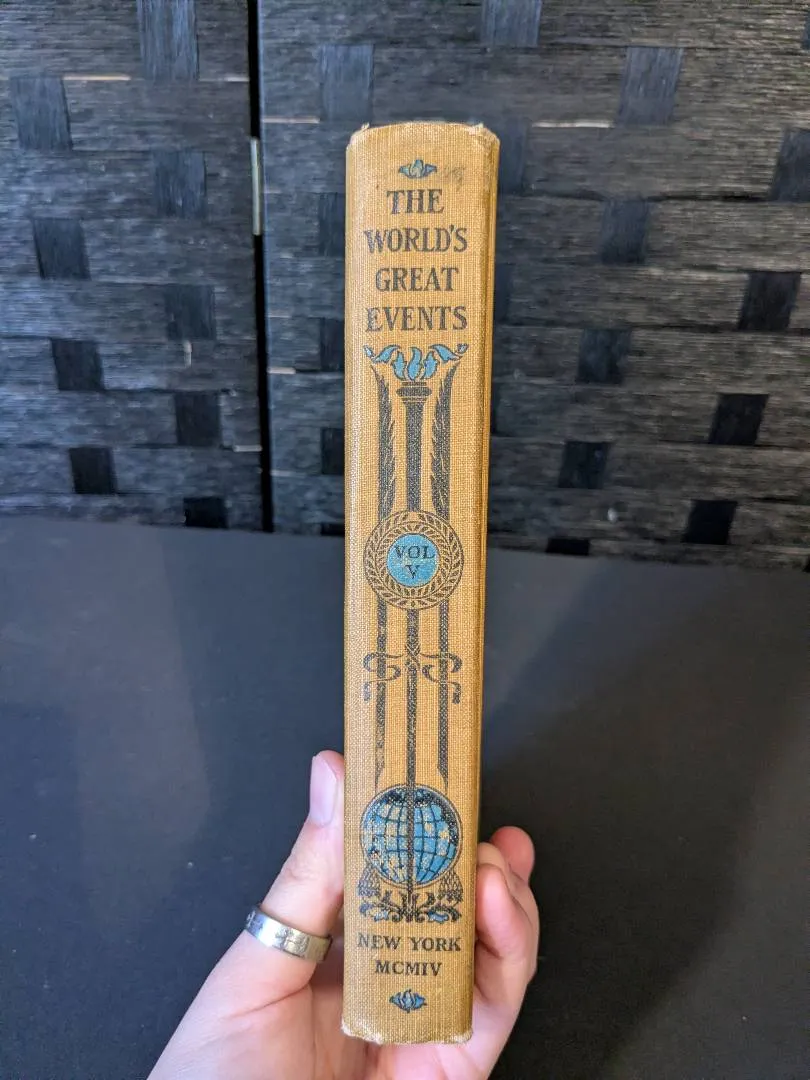 THE
WORLD'S
GREAT
EVENTS
VOL
V
NEW YORK
MCMIV